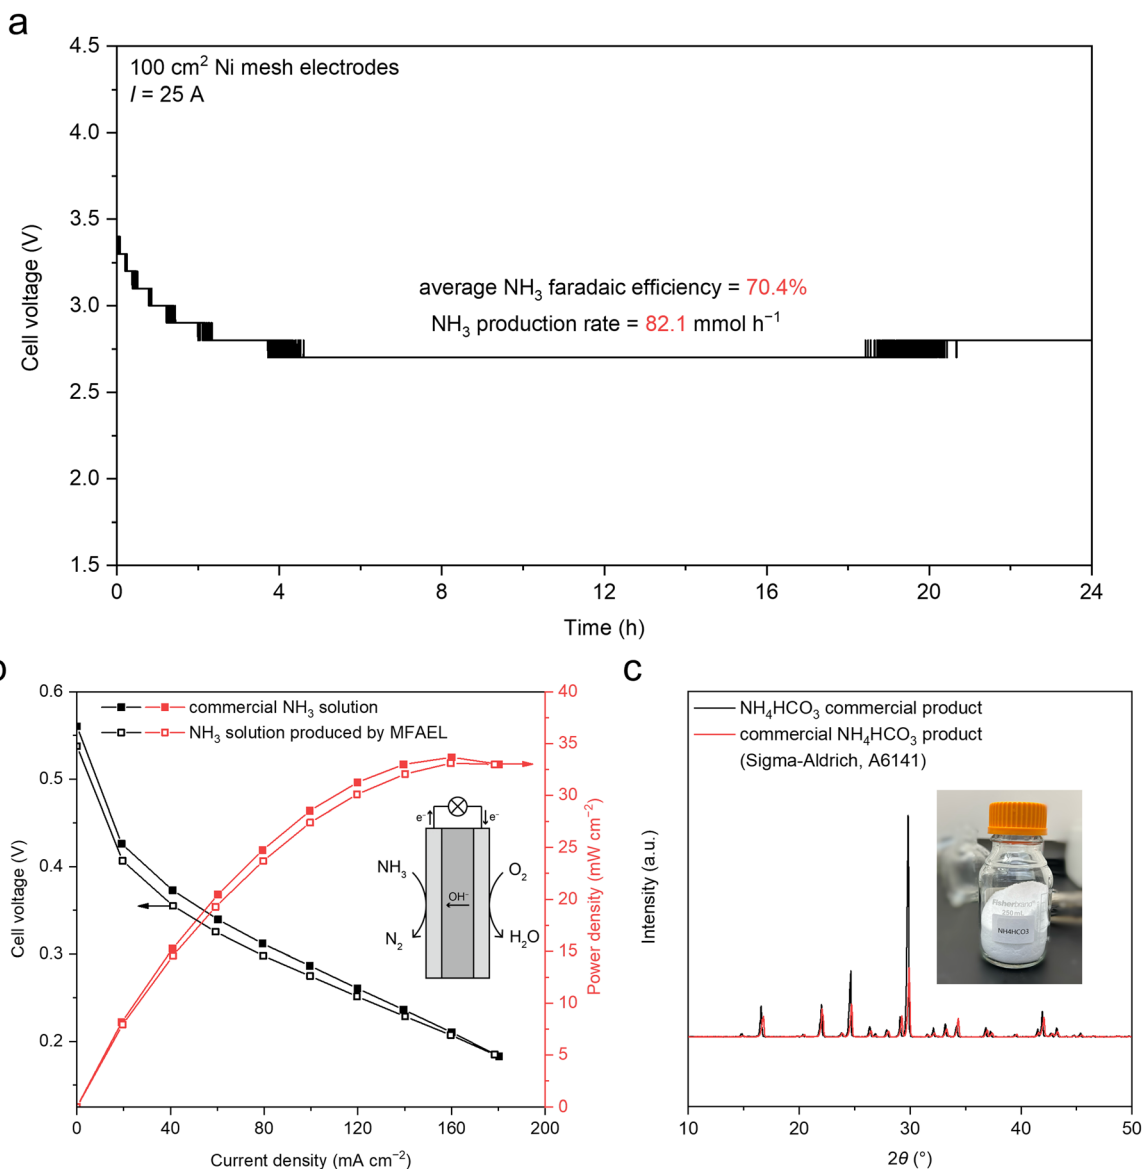 a
4.5
4.0
3.5
3.0
2.5
2.0
1.5
Cell voltage (V)
100 cm² Ni mesh electrodes
I = 25 A
average NH₃ faradaic efficiency = 70.4%
NH₃ production rate = 82.1 mmol h⁻¹
0 4 8 12 16 20 24
Time (h)
0.6
0.5
0.4
0.3
0.2
Cell voltage (V)
commercial NH₃ solution
NH₃ solution produced by MFAEL
e⁻ e⁻
NH₃ O₂
OH⁻
N₂ H₂O
40
35
30
25
20
15
10
5
0
Power density (mW cm⁻²)
0 40 80 120 160 200
Current density (mA cm⁻²)
c
NH₄HCO₃ commercial product
commercial NH₄HCO₃ product
(Sigma-Aldrich, A6141)
Intensity (a.u.)
Fisherbrand
250 mL
NH4HCO3
10 20 30 40 50
2θ (°)